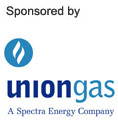 Sponsored by
uniongas
A Spectra Energy Company